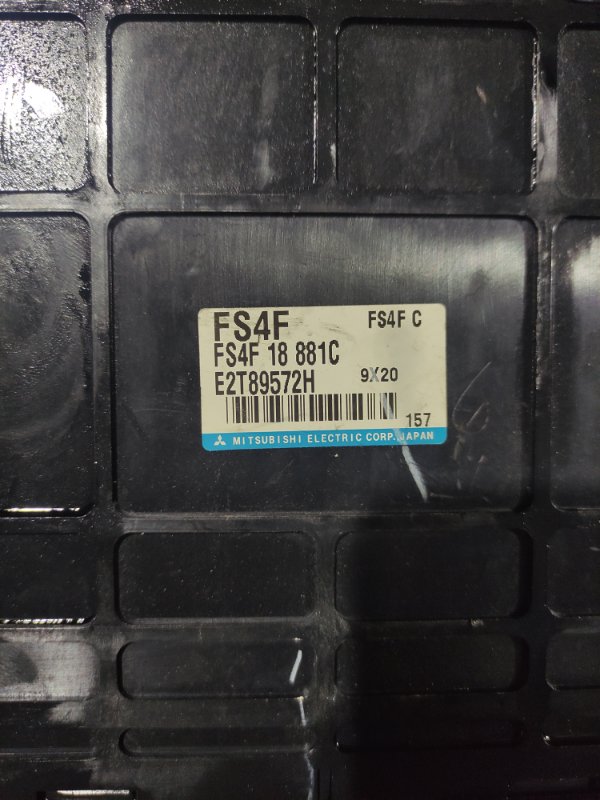 FS4F FS4F C
FS4F 18 881C
E2T89572H 9X20
157
MITSUBISHI ELECTRIC CORP. JAPAN